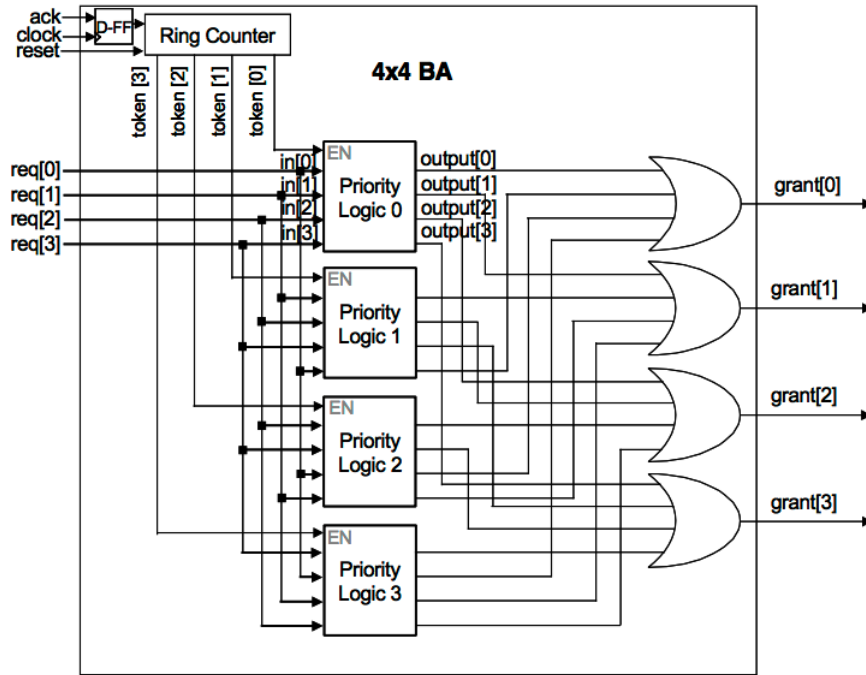 ack
clock
reset
D-FF
Ring Counter
token [3]
token [2]
token [1]
token [0]
4x4 BA
req[0]
req[1]
req[2]
req[3]
in[0]
in[1]
in[2]
in[3]
EN
Priority
Logic 0
output[0]
output[1]
output[2]
output[3]
grant[0]
EN
Priority
Logic 1
grant[1]
EN
Priority
Logic 2
grant[2]
EN
Priority
Logic 3
grant[3]